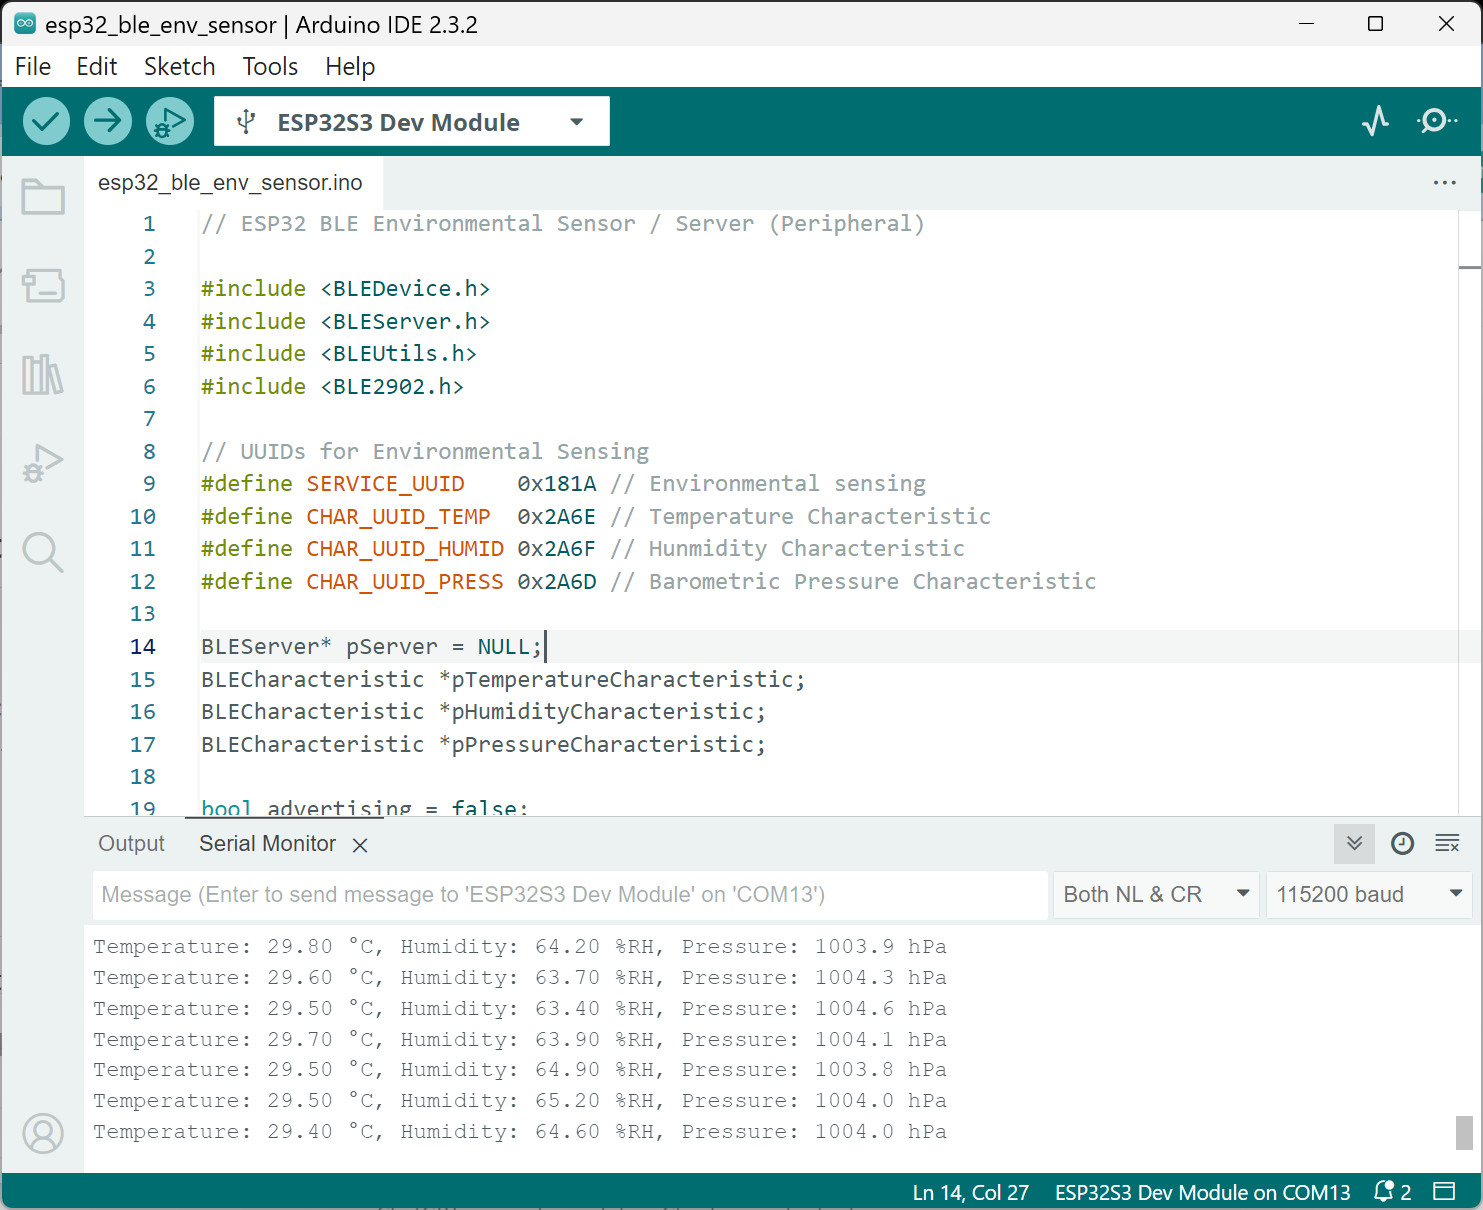 esp32_ble_env_sensor | Arduino IDE 2.3.2
File Edit Sketch Tools Help
ESP32S3 Dev Module
esp32_ble_env_sensor.ino
1 // ESP32 BLE Environmental Sensor / Server (Peripheral)
2
3 #include <BLEDevice.h>
4 #include <BLEServer.h>
5 #include <BLEUtils.h>
6 #include <BLE2902.h>
7
8 // UUIDs for Environmental Sensing
9 #define SERVICE_UUID    0x181A // Environmental sensing
10 #define CHAR_UUID_TEMP  0x2A6E // Temperature Characteristic
11 #define CHAR_UUID_HUMID 0x2A6F // Hunmidity Characteristic
12 #define CHAR_UUID_PRESS 0x2A6D // Barometric Pressure Characteristic
13
14 BLEServer* pServer = NULL;
15 BLECharacteristic *pTemperatureCharacteristic;
16 BLECharacteristic *pHumidityCharacteristic;
17 BLECharacteristic *pPressureCharacteristic;
18
19 bool advertising = false;
Output Serial Monitor
Message (Enter to send message to 'ESP32S3 Dev Module' on 'COM13') Both NL & CR 115200 baud
Temperature: 29.80 °C, Humidity: 64.20 %RH, Pressure: 1003.9 hPa
Temperature: 29.60 °C, Humidity: 63.70 %RH, Pressure: 1004.3 hPa
Temperature: 29.50 °C, Humidity: 63.40 %RH, Pressure: 1004.6 hPa
Temperature: 29.70 °C, Humidity: 63.90 %RH, Pressure: 1004.1 hPa
Temperature: 29.50 °C, Humidity: 64.90 %RH, Pressure: 1003.8 hPa
Temperature: 29.50 °C, Humidity: 65.20 %RH, Pressure: 1004.0 hPa
Temperature: 29.40 °C, Humidity: 64.60 %RH, Pressure: 1004.0 hPa
Ln 14, Col 27 ESP32S3 Dev Module on COM13 2